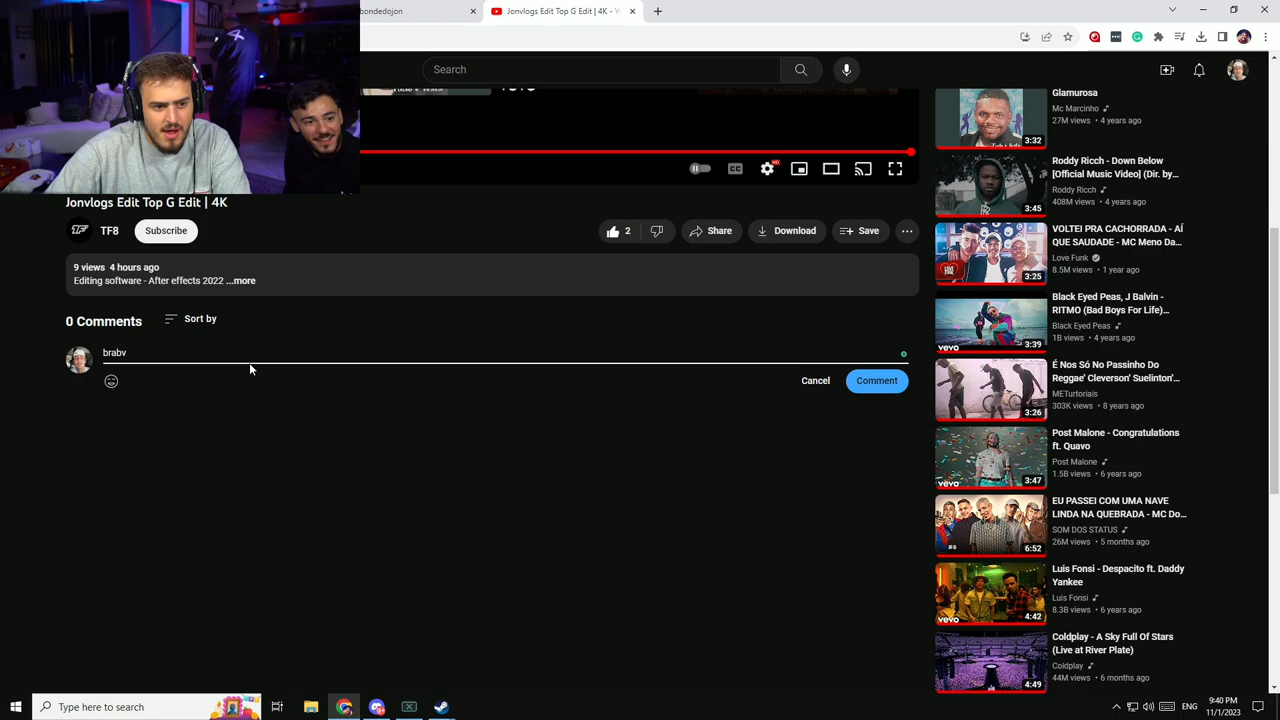 bondedojon
Jonvlogs Edit Top G Edit | 4K - Y
Search
Jonvlogs Edit Top G Edit | 4K
TF8
Subscribe
2
Share
Download
Save
9 views 4 hours ago
Editing software - After effects 2022 ...more
0 Comments
Sort by
brabv
Cancel
Comment
Glamurosa
Mc Marcinho
27M views • 4 years ago
3:32
Roddy Ricch - Down Below
[Official Music Video] (Dir. by...
Roddy Ricch
408M views • 4 years ago
3:45
VOLTEI PRA CACHORRADA - AÍ
QUE SAUDADE - MC Meno Da...
Love Funk
8.5M views • 1 year ago
3:25
Black Eyed Peas, J Balvin -
RITMO (Bad Boys For Life)...
Black Eyed Peas
1B views • 4 years ago
vevo
3:39
É Nos Só No Passinho Do
Reggae' Cleverson' Suelinton'...
METurtoriais
303K views • 8 years ago
3:26
Post Malone - Congratulations
ft. Quavo
Post Malone
1.5B views • 6 years ago
vevo
3:47
EU PASSEI COM UMA NAVE
LINDA NA QUEBRADA - MC Do...
SOM DOS STATUS
26M views • 5 months ago
6:52
Luis Fonsi - Despacito ft. Daddy
Yankee
Luis Fonsi
8.3B views • 6 years ago
vevo
4:42
Coldplay - A Sky Full Of Stars
(Live at River Plate)
Coldplay
44M views • 6 months ago
4:49
Type here to search
ENG
9:40 PM
11/1/2023